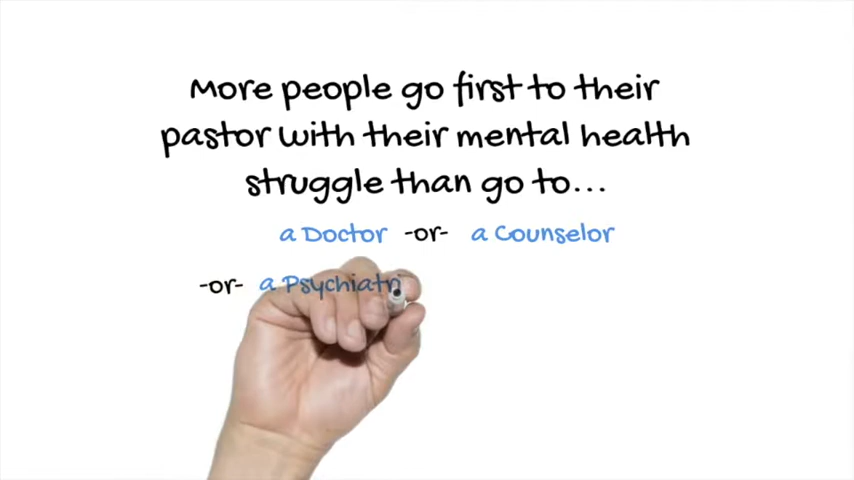 More people go first to their
pastor with their mental health
struggle than go to...
a Doctor -or- a Counselor
-or- a Psychiatr